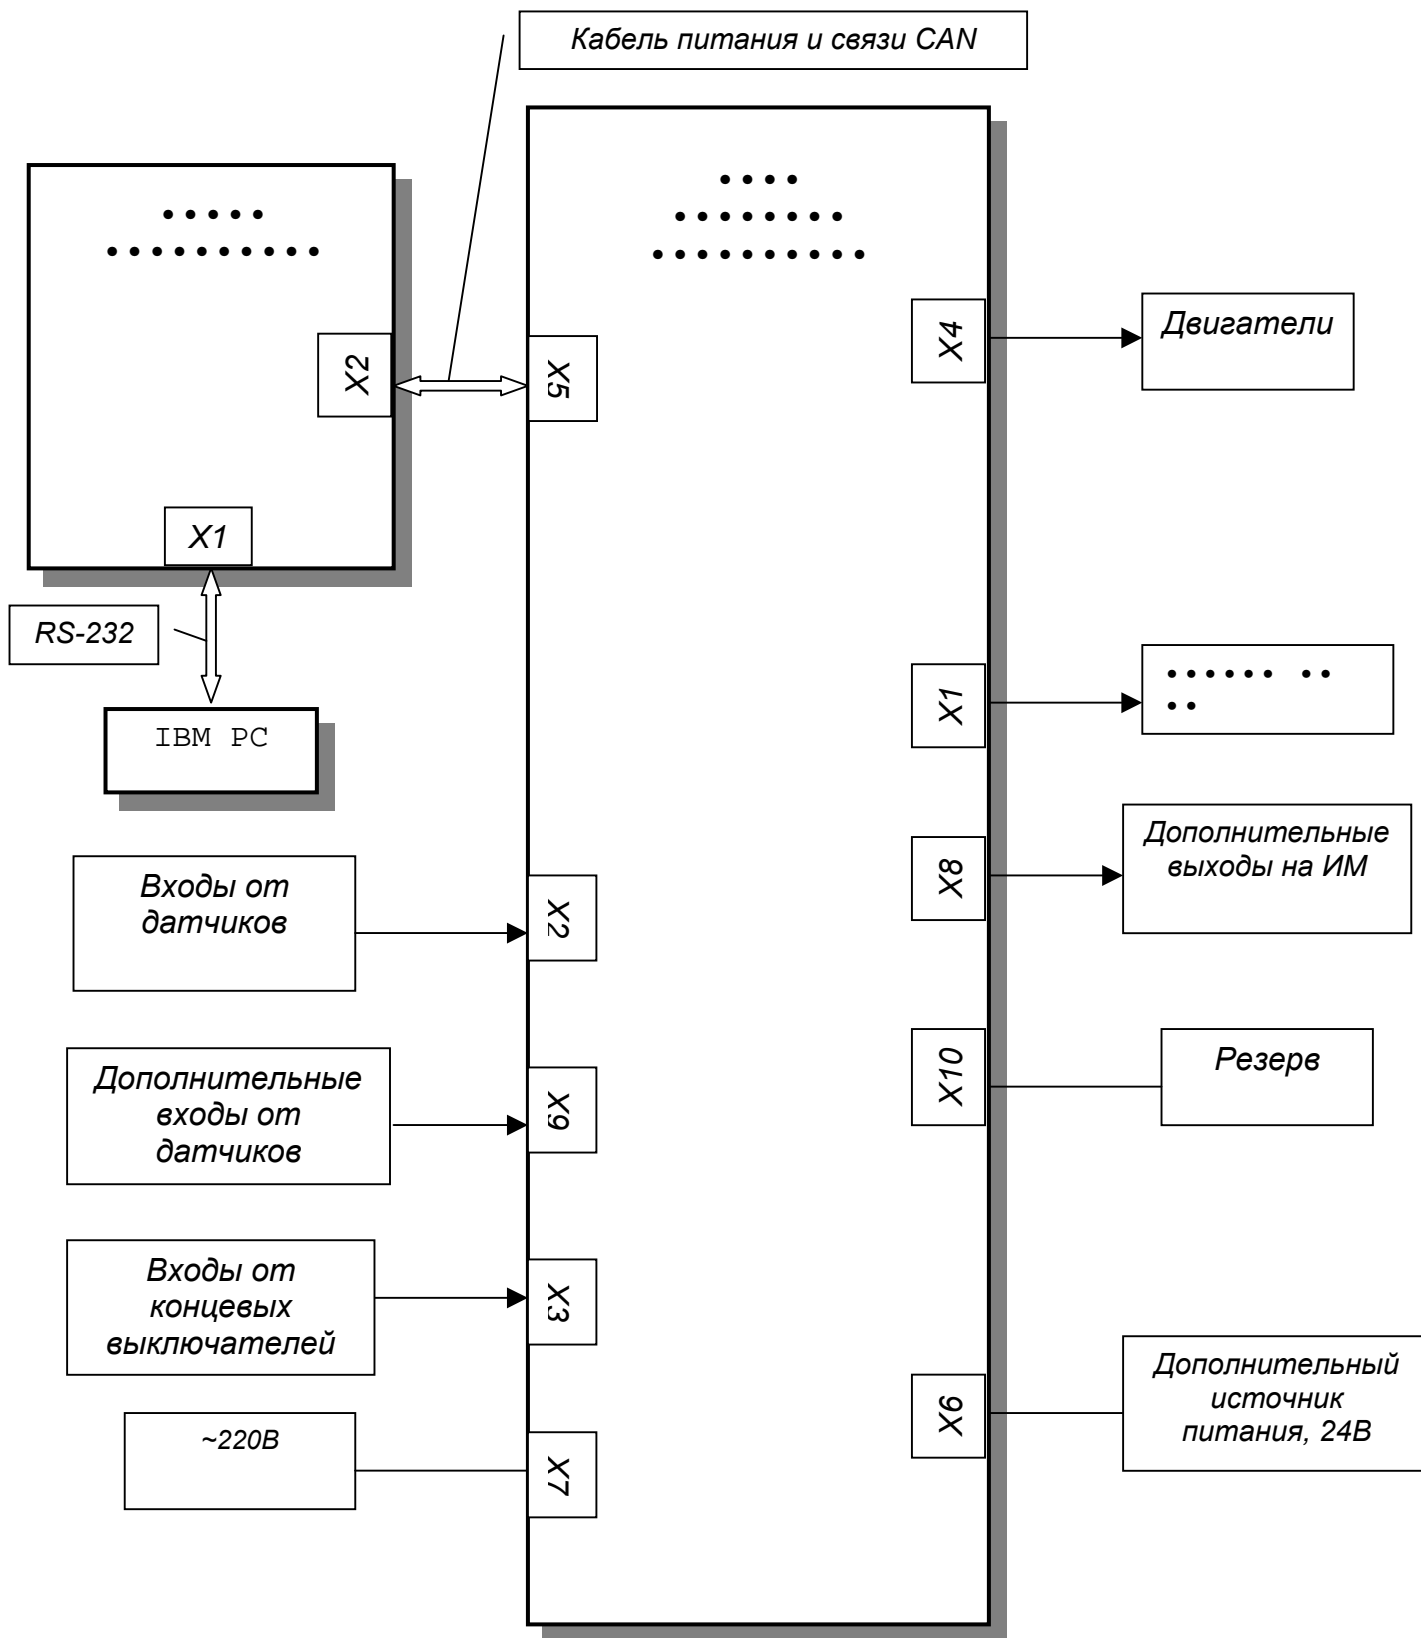 Кабель питания и связи CAN
X2
X5
X4
Двигатели
X1
RS-232
IBM PC
X1
Дополнительные
выходы на ИМ
X8
Входы от
датчиков
X2
X10
Резерв
Дополнительные
входы от
датчиков
X9
Входы от
концевых
выключателей
X3
X6
Дополнительный
источник
питания, 24В
~220В
X7